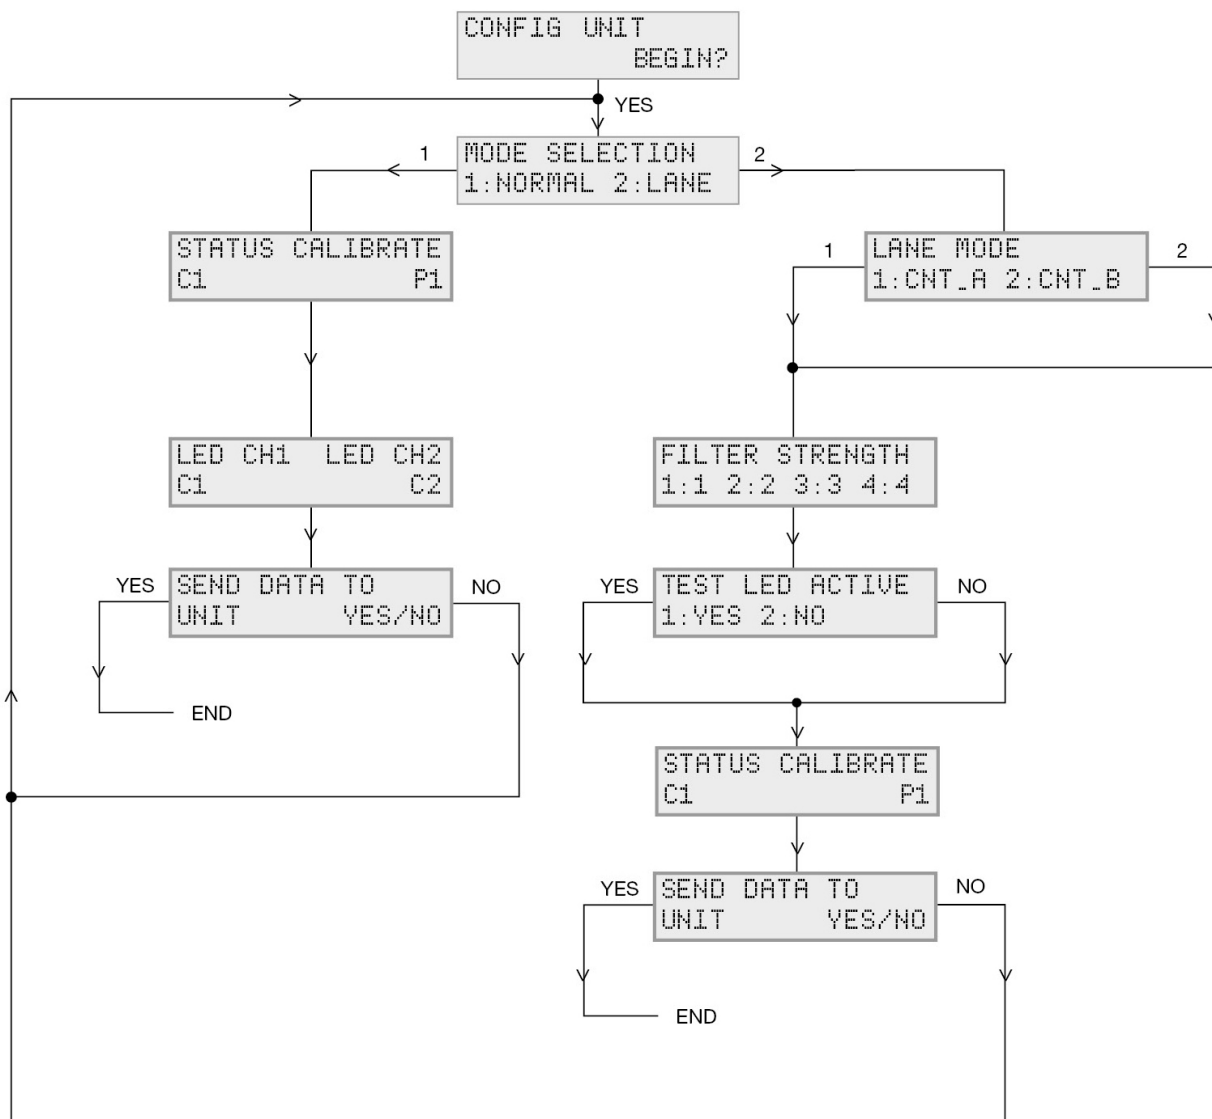 CONFIG UNIT
BEGIN?
YES
1
MODE SELECTION
1:NORMAL 2:LANE
2
STATUS CALIBRATE
C1 P1
1
LANE MODE
1:CNT_A 2:CNT_B
2
LED CH1 LED CH2
C1 C2
FILTER STRENGTH
1:1 2:2 3:3 4:4
YES
SEND DATA TO
UNIT YES/NO
NO
END
YES
TEST LED ACTIVE
1:YES 2:NO
NO
STATUS CALIBRATE
C1 P1
YES
SEND DATA TO
UNIT YES/NO
NO
END